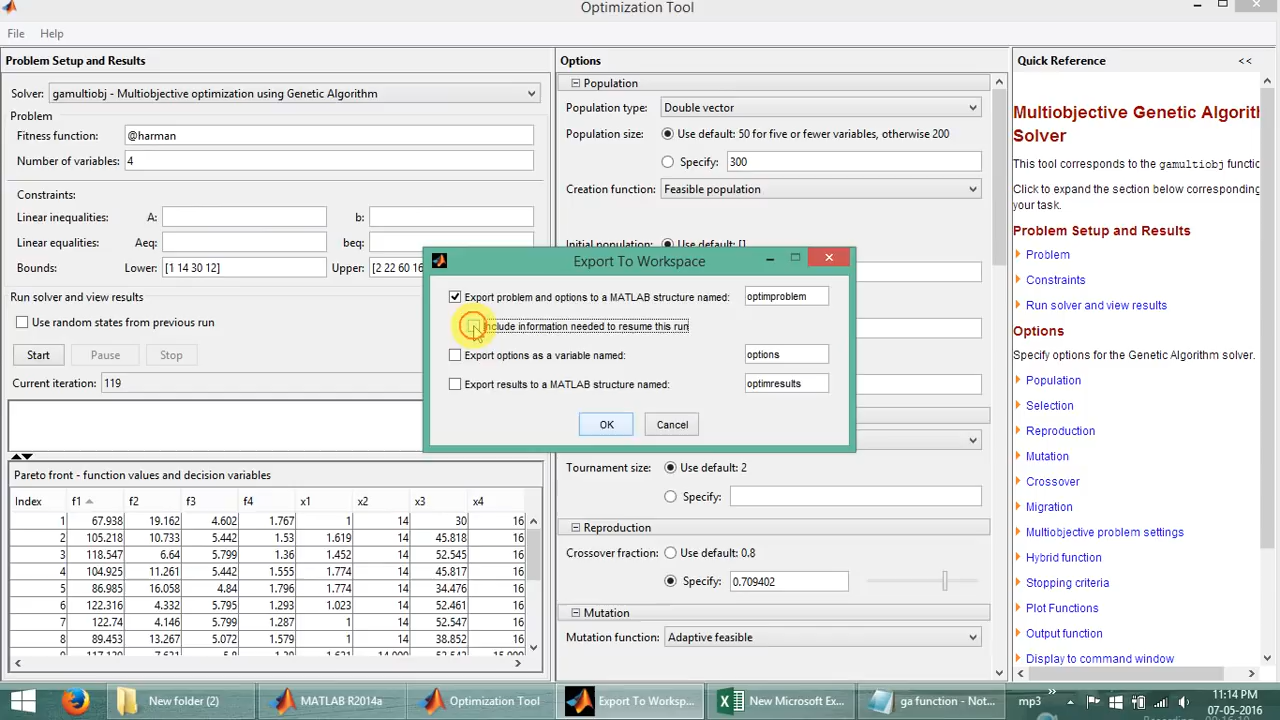 Optimization Tool
File Help
Problem Setup and Results
Solver: gamultiobj - Multiobjective optimization using Genetic Algorithm
Problem
Fitness function: @harman
Number of variables: 4
Constraints:
Linear inequalities: A: b:
Linear equalities: Aeq: beq:
Bounds: Lower: [1 14 30 12] Upper: [2 22 60 16
Run solver and view results
Use random states from previous run
Start Pause Stop
Current iteration: 119
Pareto front - function values and decision variables
Index f1 f2 f3 f4 x1 x2 x3 x4
1 67.938 19.162 4.602 1.767 1 14 30 16
2 105.218 10.733 5.442 1.53 1.619 14 45.818 16
3 118.547 6.64 5.799 1.36 1.452 14 52.545 16
4 104.925 11.261 5.442 1.555 1.774 14 45.817 16
5 86.985 16.058 4.84 1.796 1.774 14 34.476 16
6 122.316 4.332 5.795 1.293 1.023 14 52.461 16
7 122.74 4.146 5.799 1.287 1 14 52.547 16
8 89.453 13.267 5.072 1.579 1 14 38.852 16
Options
Population
Population type: Double vector
Population size: Use default: 50 for five or fewer variables, otherwise 200
Specify: 300
Creation function: Feasible population
Initial population: Use default: []
Tournament size: Use default: 2
Specify:
Reproduction
Crossover fraction: Use default: 0.8
Specify: 0.709402
Mutation
Mutation function: Adaptive feasible
Export To Workspace
Export problem and options to a MATLAB structure named: optimproblem
include information needed to resume this run
Export options as a variable named: options
Export results to a MATLAB structure named: optimresults
OK Cancel
Quick Reference <<
Multiobjective Genetic Algorith
Solver
This tool corresponds to the gamultiobj functio
Click to expand the section below corresponding
your task.
Problem Setup and Results
Problem
Constraints
Run solver and view results
Options
Specify options for the Genetic Algorithm solver.
Population
Selection
Reproduction
Mutation
Crossover
Migration
Multiobjective problem settings
Hybrid function
Stopping criteria
Plot Functions
Output function
Display to command window
New folder (2) MATLAB R2014a Optimization Tool Export To Workspa... New Microsoft Ex... ga function - Not... mp3
11:14 PM
07-05-2016